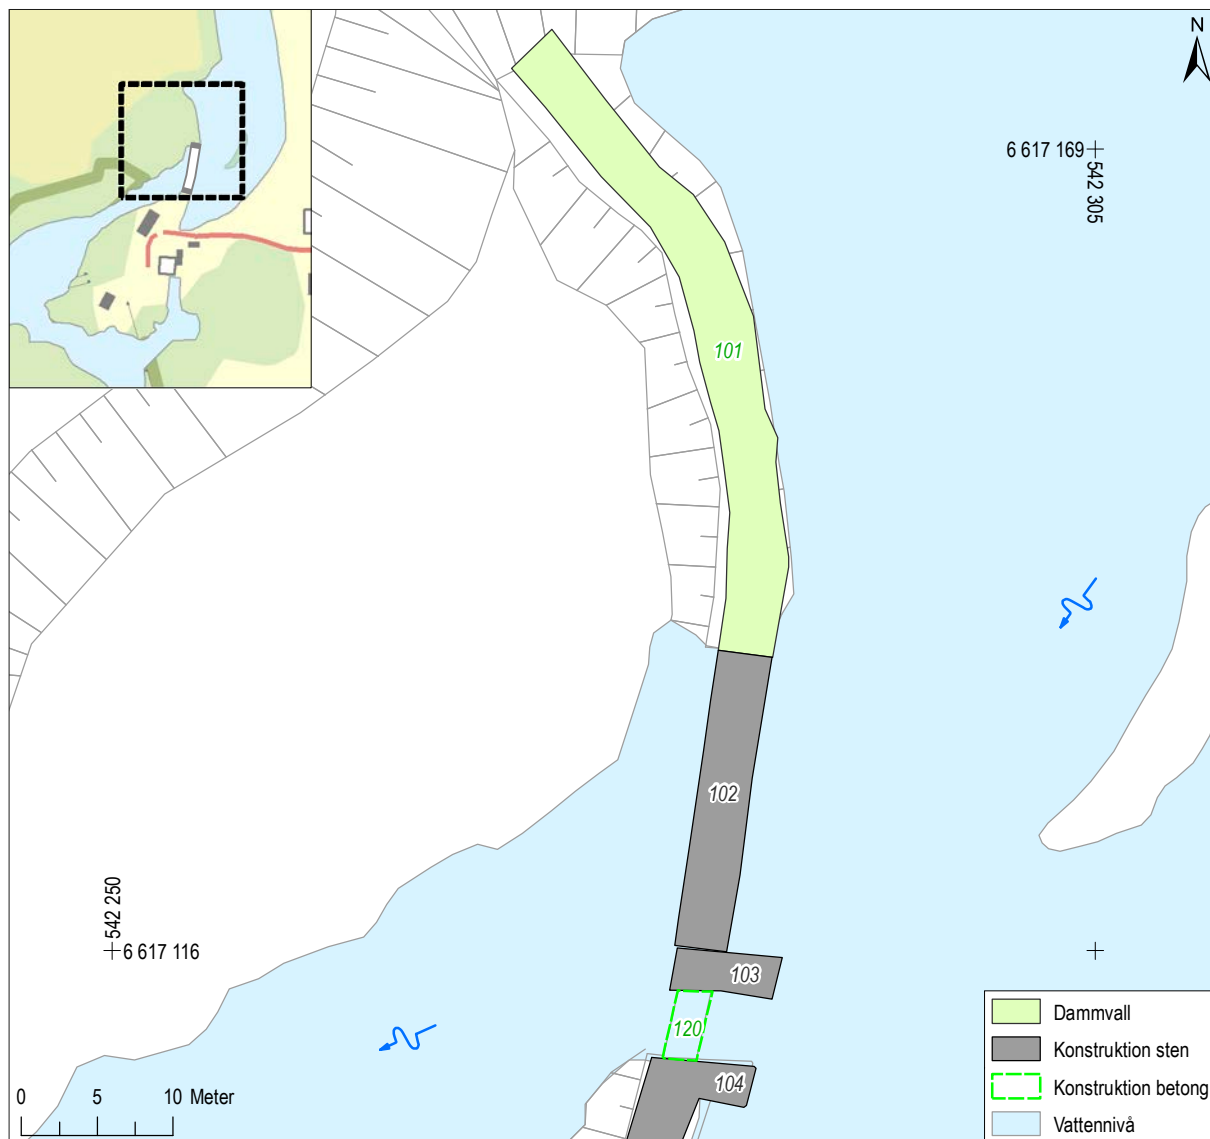 N
6 617 169
542 305
101
102
542 250
6 617 116
103
120
104
0 5 10 Meter
Dammvall
Konstruktion sten
Konstruktion betong
Vattennivå